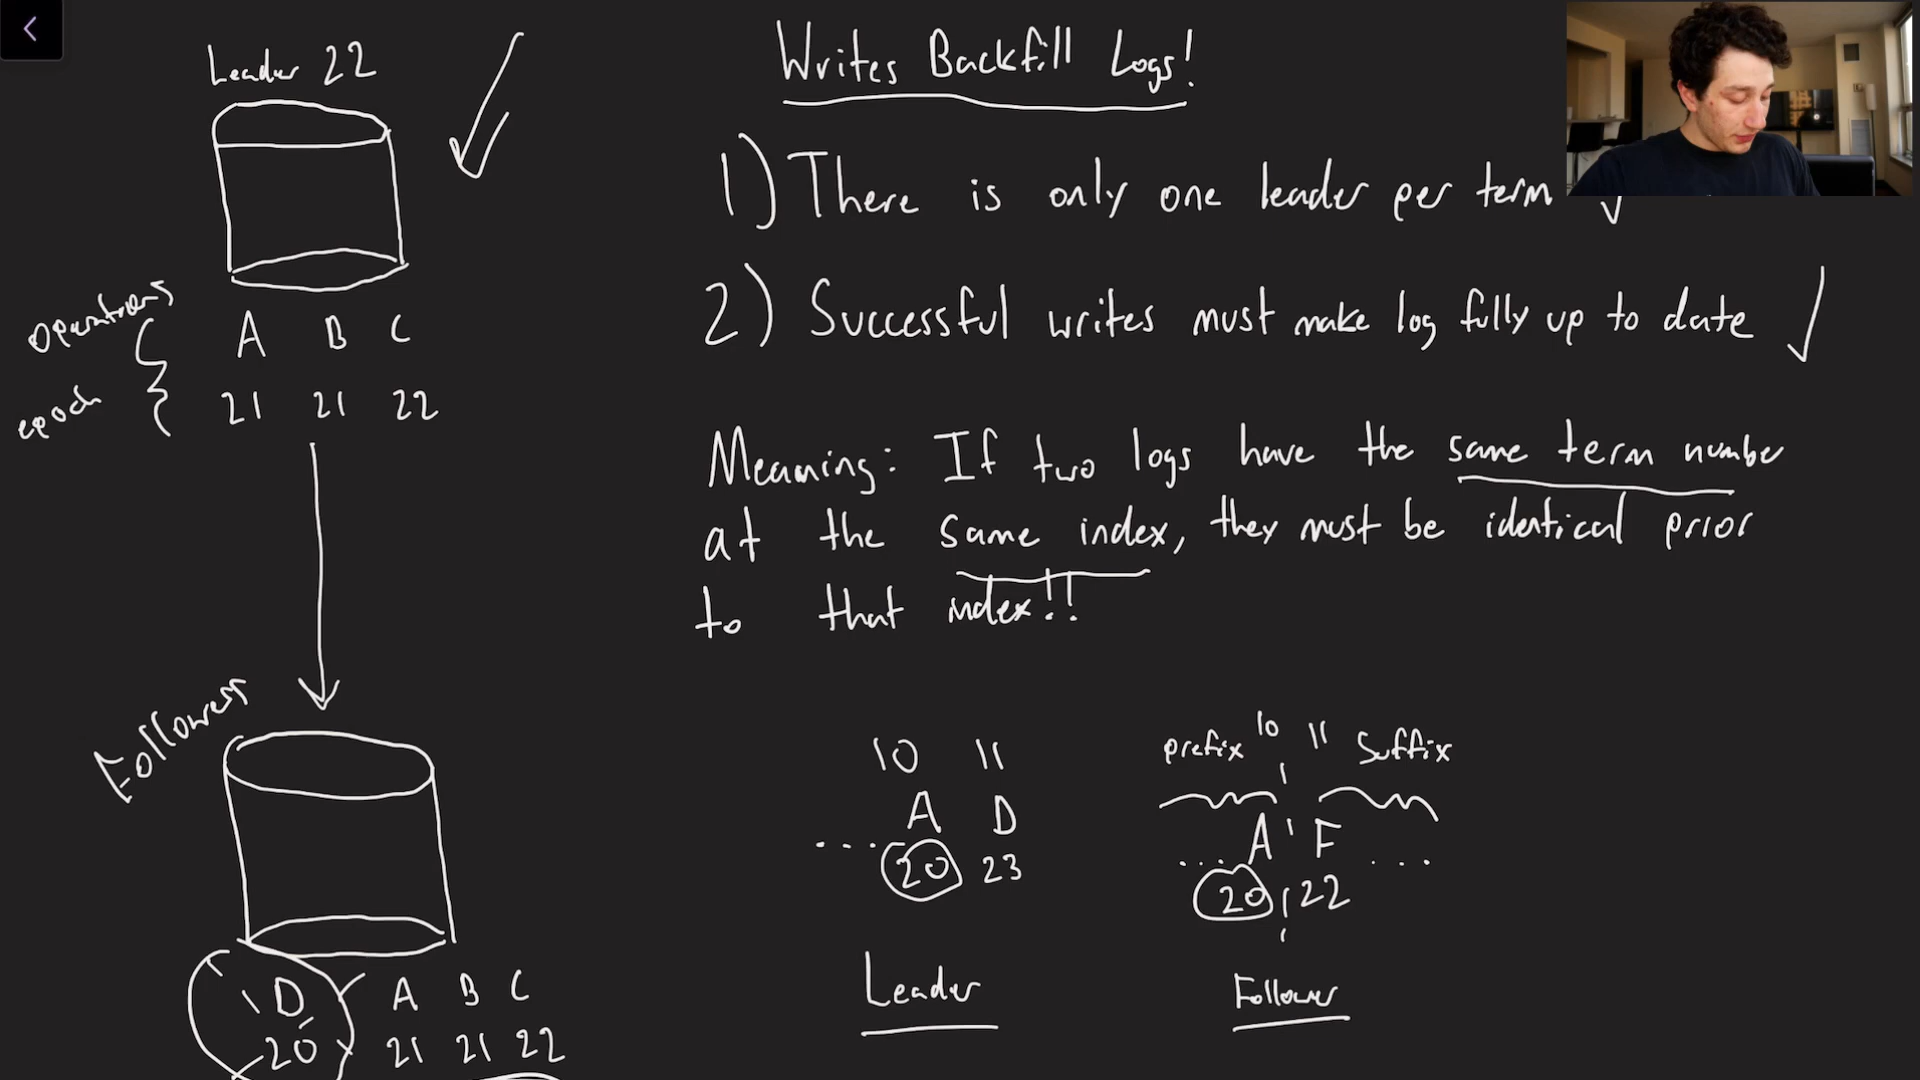 Leader 22
operations
A B C
epoch
21 21 22
Followers
D A B C
20 21 21 22
Writes Backfill Logs!
1) There is only one leader per term
2) Successful writes must make log fully up to date
Meaning: If two logs have the same term number
at the same index, they must be identical prior
to that index!!
10 11
A D
... 20 23
Leader
prefix 10 11 Suffix
A F
... 20 22 ...
Follower